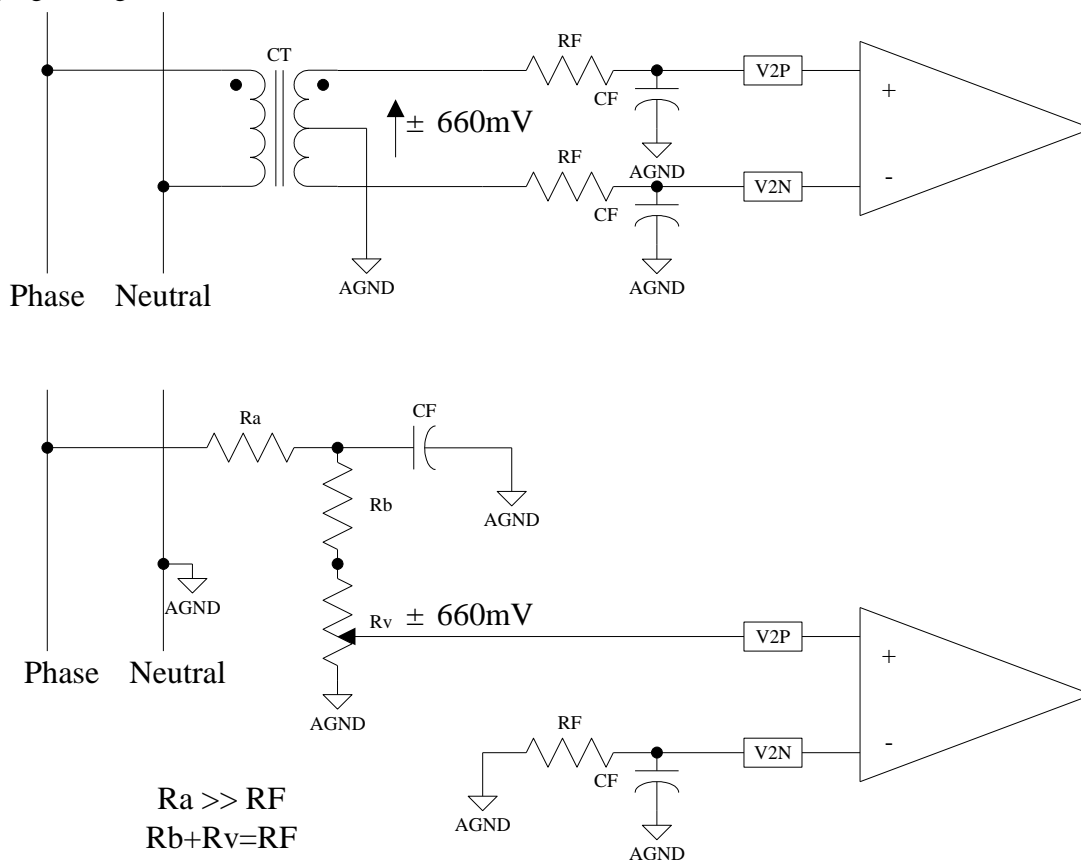 CT
RF
V2P
CF
+
± 660mV
AGND
RF
V2N
-
CF
AGND
AGND
Phase Neutral
Ra
CF
Rb
AGND
AGND
Rv ± 660mV
V2P
+
Phase Neutral
AGND
RF
V2N
-
CF
Ra >> RF
AGND
Rb+Rv=RF
AGND